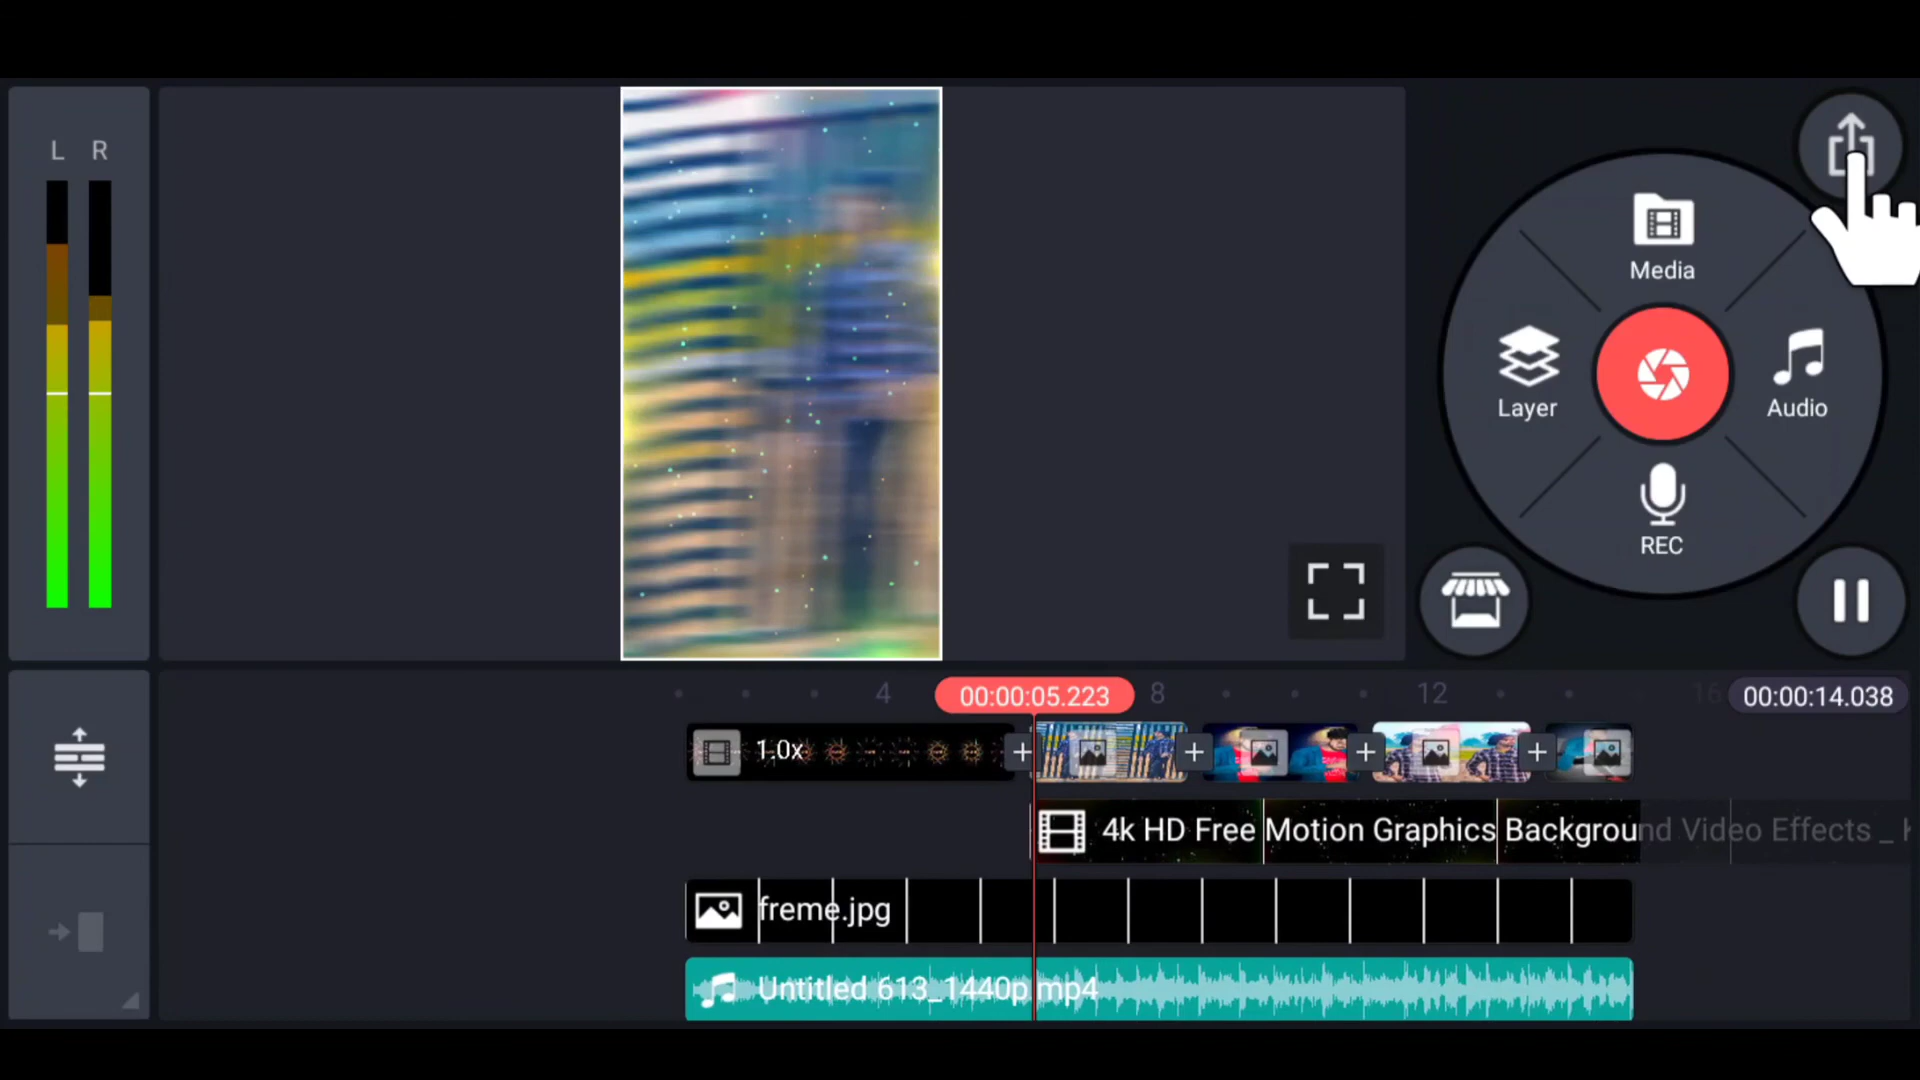 L R
Media
Layer
Audio
REC
4
00:00:05.223
8
12
16
00:00:14.038
1.0x
4k HD Free Motion Graphics Background Video Effects _
freme.jpg
Untitled 613_1440p.mp4